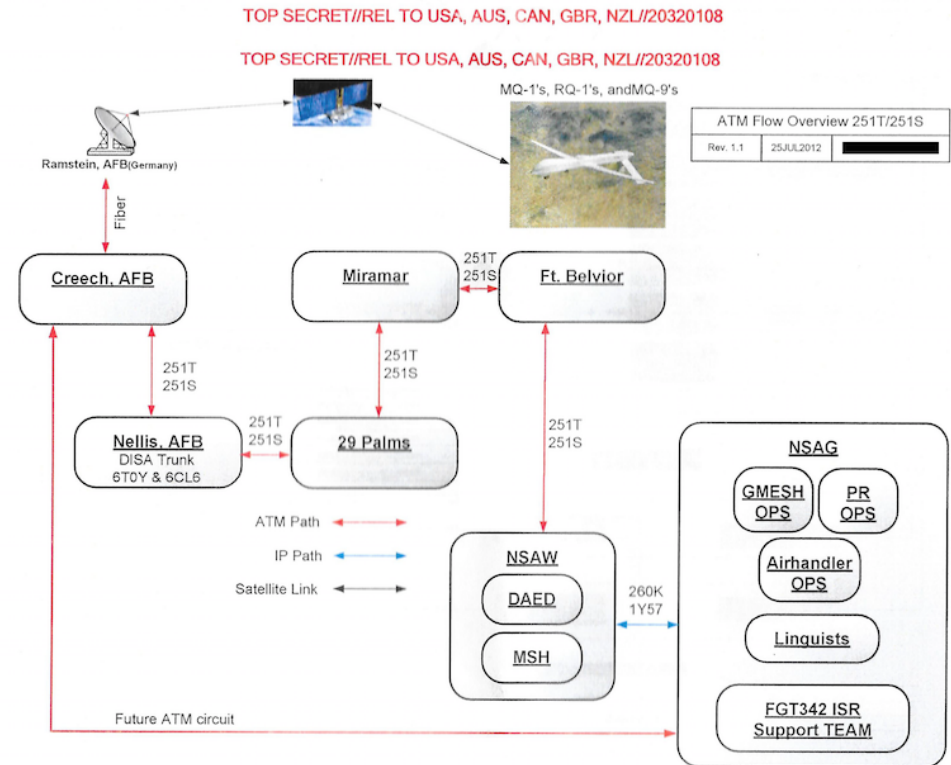 TOP SECRET//REL TO USA, AUS, CAN, GBR, NZL//20320108
TOP SECRET//REL TO USA, AUS, CAN, GBR, NZL//20320108
MQ-1's, RQ-1's, andMQ-9's
ATM Flow Overview 251T/251S
Rev. 1.1 25JUL2012
Ramstein, AFB(Germany)
Fiber
Creech, AFB
Miramar
251T
251S
Ft. Belvior
251T
251S
251T
251S
251T
251S
Nellis, AFB
DISA Trunk
6T0Y & 6CL6
251T
251S
29 Palms
NSAG
GMESH
OPS
PR
OPS
Airhandler
OPS
Linguists
FGT342 ISR
Support TEAM
ATM Path
IP Path
Satellite Link
NSAW
DAED
MSH
260K
1Y57
Future ATM circuit